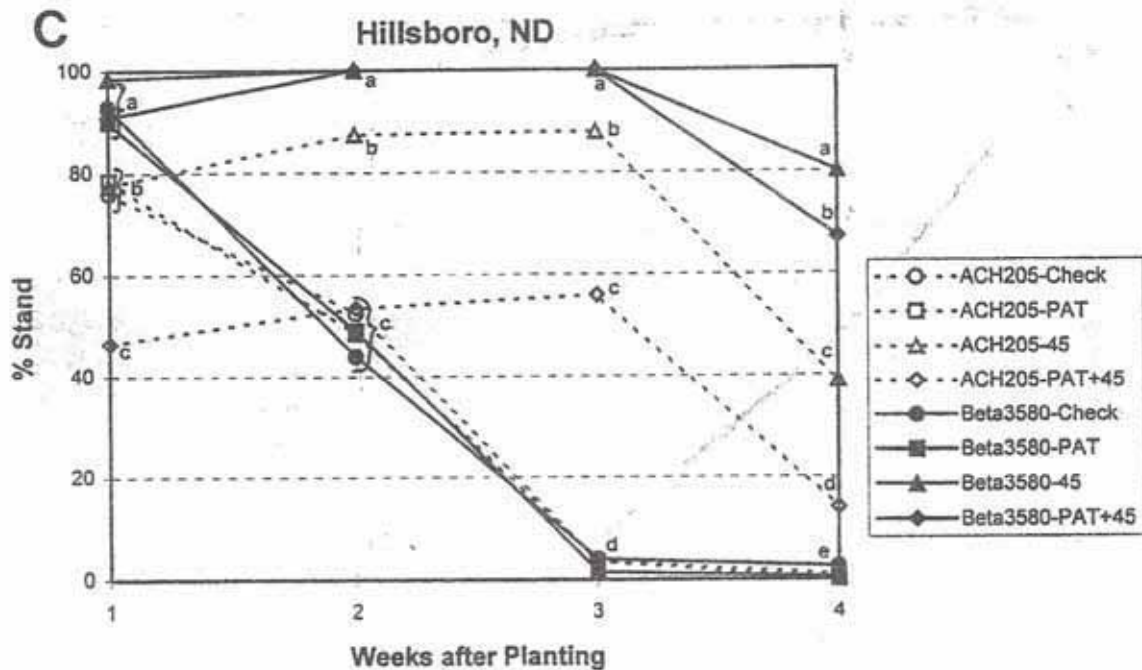 C
Hillsboro, ND
100
80
60
40
20
0
% Stand
1
2
3
4
Weeks after Planting
a
b
c
a
b
c
a
b
c
d
a
b
c
d
e
ACH205-Check
ACH205-PAT
ACH205-45
ACH205-PAT+45
Beta3580-Check
Beta3580-PAT
Beta3580-45
Beta3580-PAT+45